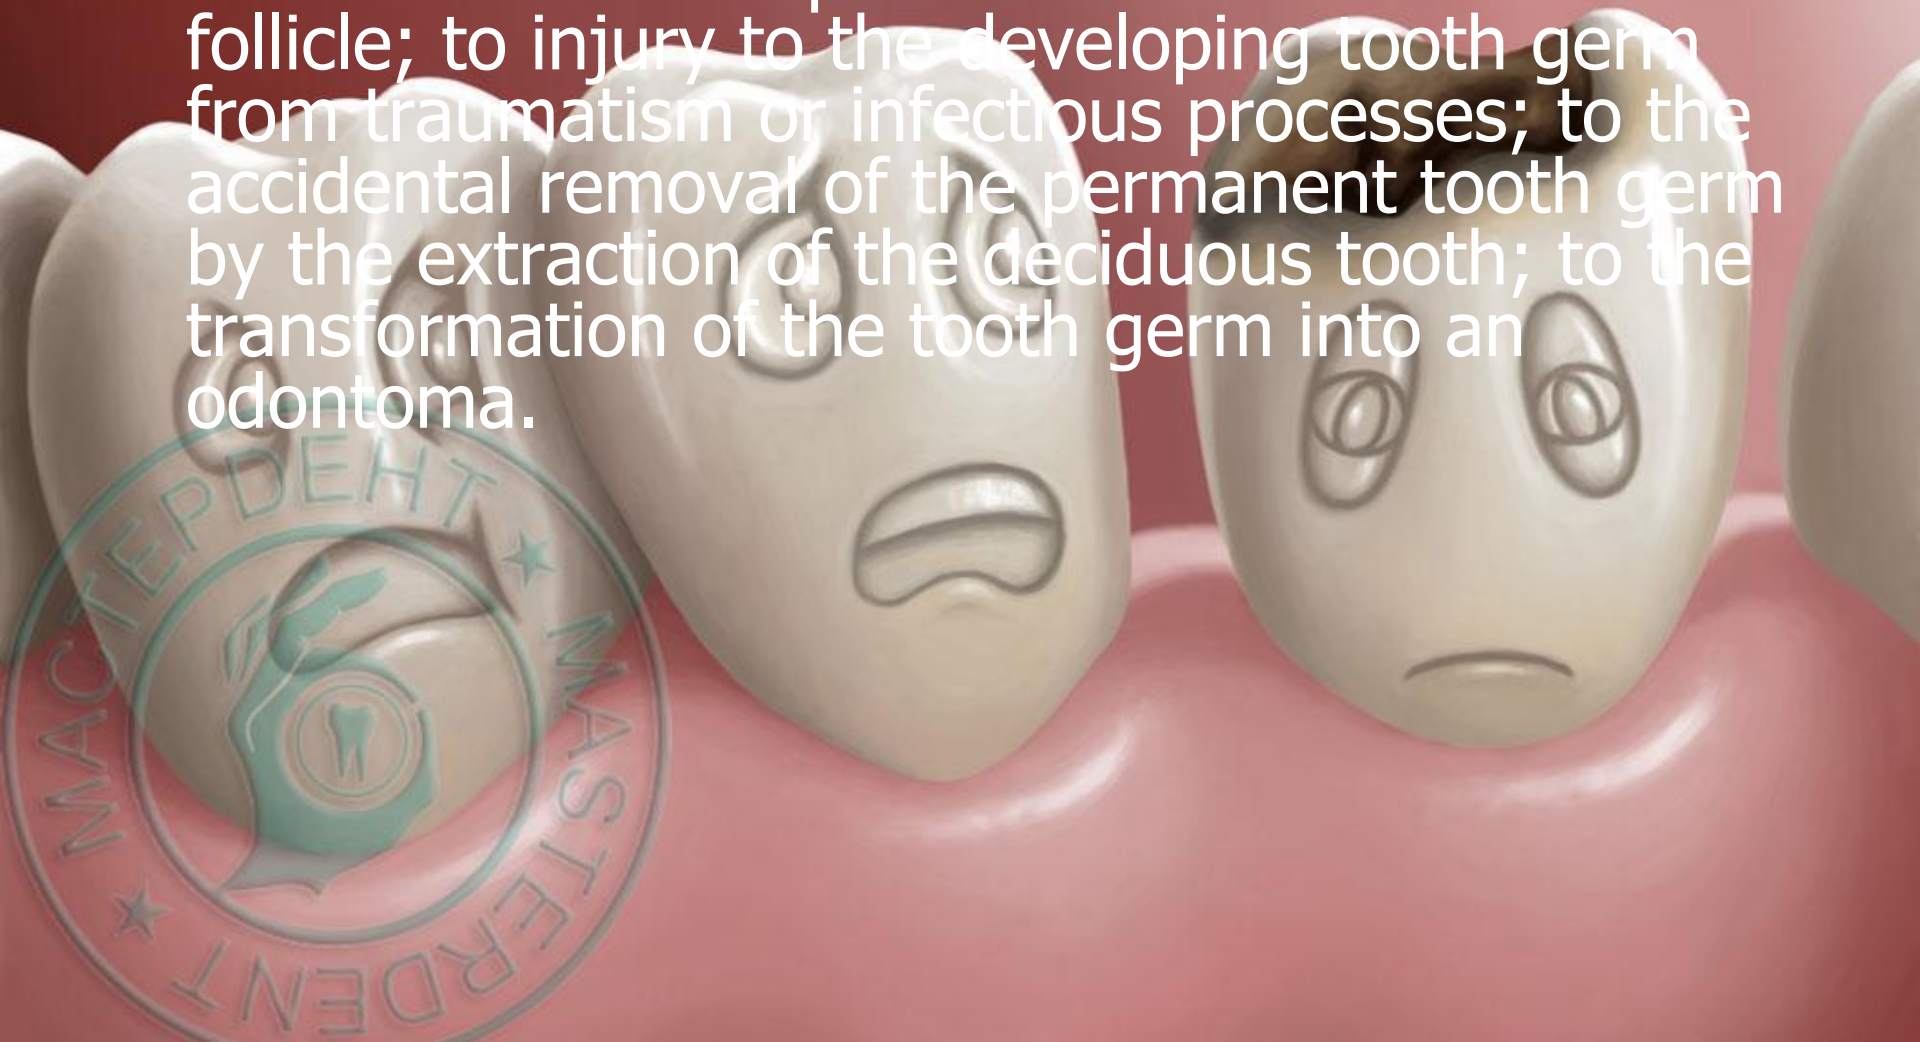 follicle; to injury to the developing tooth germ
from traumatism or infectious processes; to the
accidental removal of the permanent tooth germ
by the extraction of the deciduous tooth; to the
transformation of the tooth germ into an
odontoma.
МАСТЕРДЕНТ ★ MASTERDENT ★